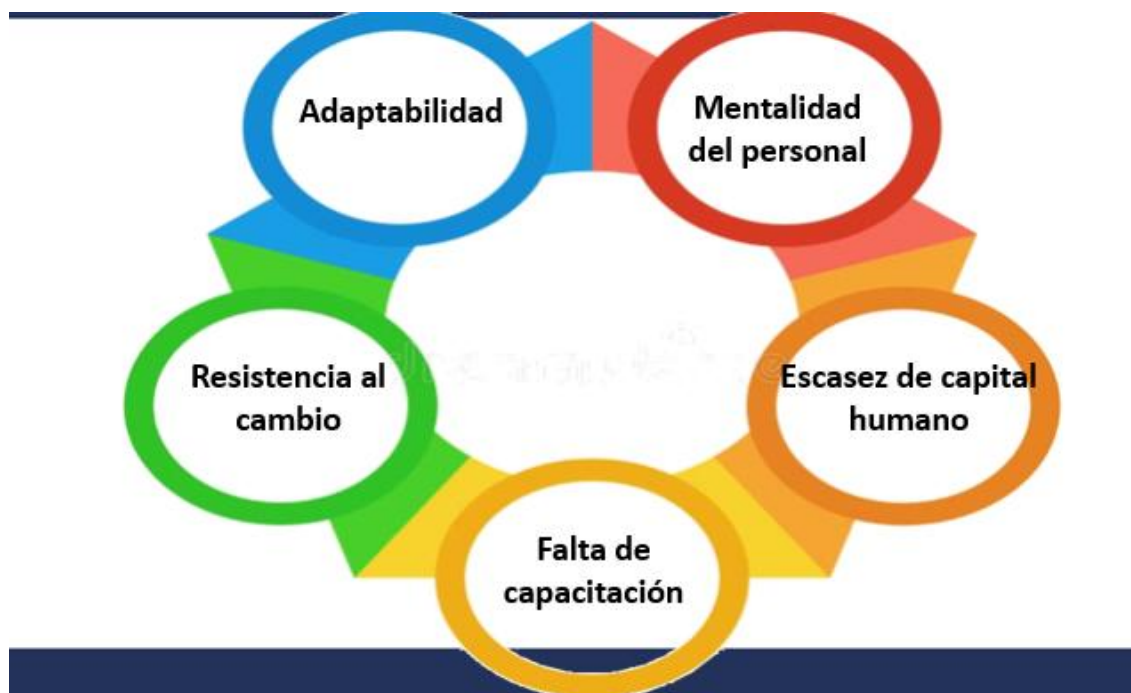 Adaptabilidad
Mentalidad
del personal
Resistencia al
cambio
Escasez de capital
humano
Falta de
capacitación